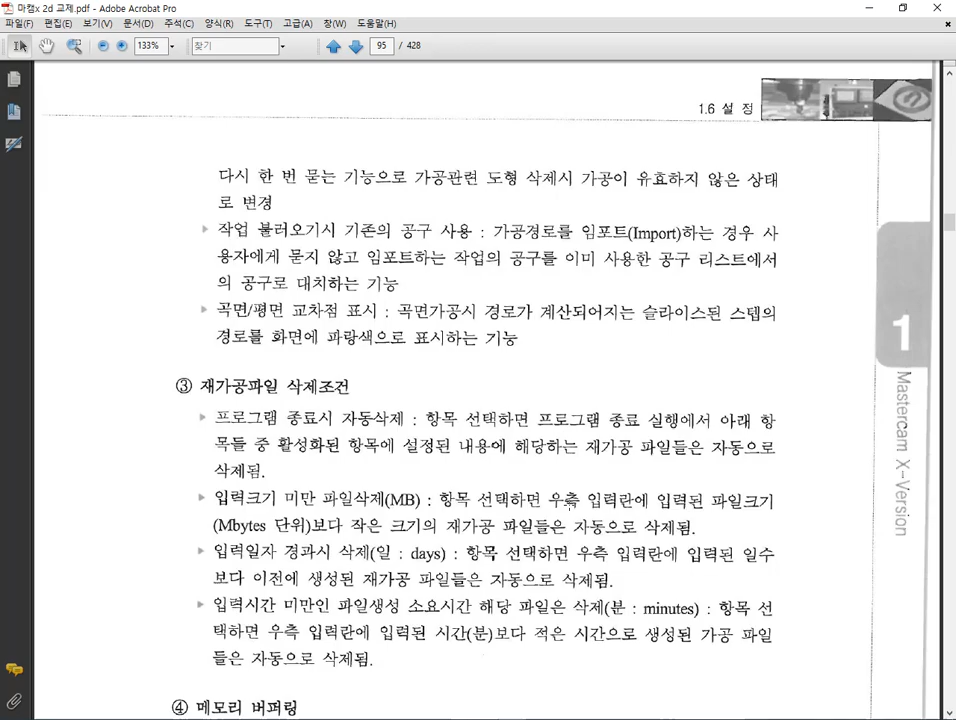 마캠x 2d 교제.pdf - Adobe Acrobat Pro
파일(F) 편집(E) 보기(V) 문서(D) 주석(C) 양식(R) 도구(T) 고급(A) 창(W) 도움말(H)
133% 찾기 95 / 428
1.6 설 정
다시 한 번 묻는 기능으로 가공관련 도형 삭제시 가공이 유효하지 않은 상태
로 변경
작업 불러오기시 기존의 공구 사용 : 가공경로를 임포트(Import)하는 경우 사
용자에게 묻지 않고 임포트하는 작업의 공구를 이미 사용한 공구 리스트에서
의 공구로 대치하는 기능
곡면/평면 교차점 표시 : 곡면가공시 경로가 계산되어지는 슬라이스된 스텝의
경로를 화면에 파랑색으로 표시하는 기능
③ 재가공파일 삭제조건
프로그램 종료시 자동삭제 : 항목 선택하면 프로그램 종료 실행에서 아래 항
목들 중 활성화된 항목에 설정된 내용에 해당하는 재가공 파일들은 자동으로
삭제됨.
입력크기 미만 파일삭제(MB) : 항목 선택하면 우측 입력란에 입력된 파일크기
(Mbytes 단위)보다 작은 크기의 재가공 파일들은 자동으로 삭제됨.
입력일자 경과시 삭제(일 : days) : 항목 선택하면 우측 입력란에 입력된 일수
보다 이전에 생성된 재가공 파일들은 자동으로 삭제됨.
입력시간 미만인 파일생성 소요시간 해당 파일은 삭제(분 : minutes) : 항목 선
택하면 우측 입력란에 입력된 시간(분)보다 적은 시간으로 생성된 가공 파일
들은 자동으로 삭제됨.
④ 메모리 버퍼링
1
Mastercam X-Version